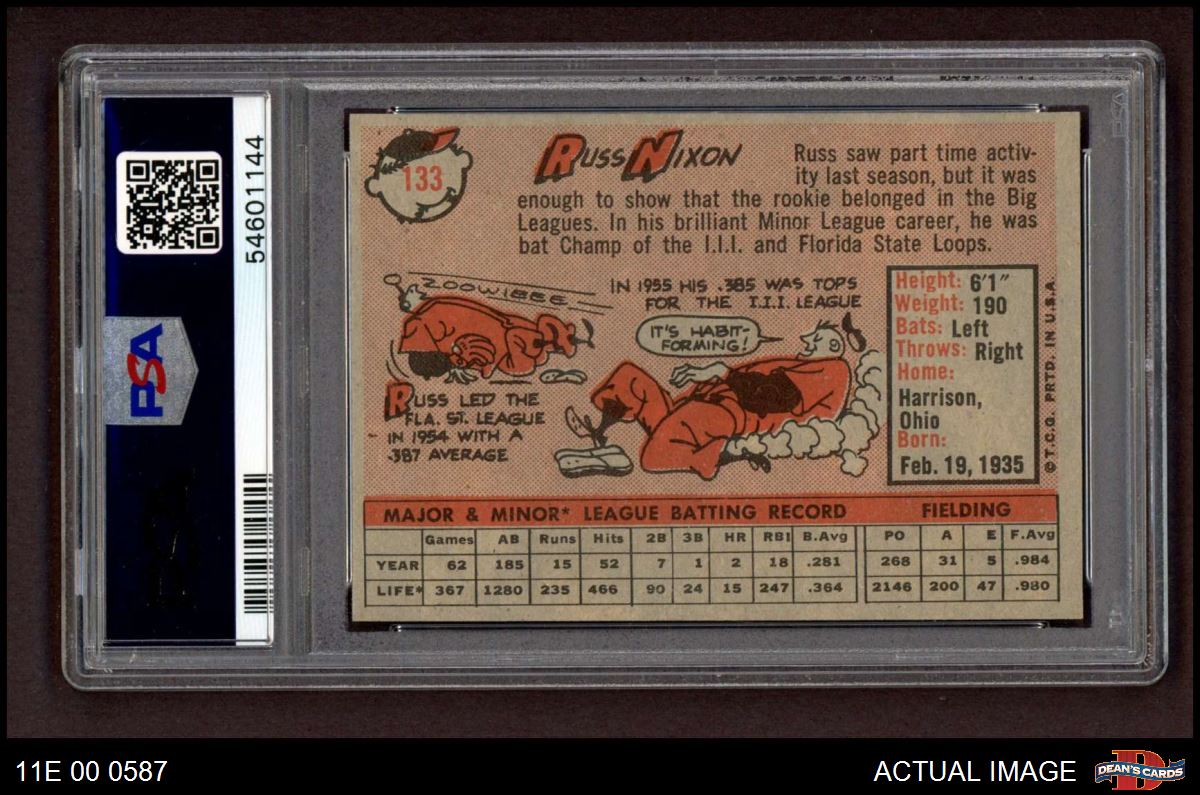 PSA
54601144
133
RUSS NIXON
Russ saw part time activ-
ity last season, but it was
enough to show that the rookie belonged in the Big
Leagues. In his brilliant Minor League career, he was
bat Champ of the I.I.I. and Florida State Loops.
ZOOWIEEE
IN 1955 HIS .385 WAS TOPS
FOR THE I.I.I. LEAGUE
IT'S HABIT-
FORMING!
RUSS LED THE
FLA. ST. LEAGUE
IN 1954 WITH A
.387 AVERAGE
Height: 6'1"
Weight: 190
Bats: Left
Throws: Right
Home:
Harrison,
Ohio
Born:
Feb. 19, 1935
©T.C.G. PRTD. IN U.S.A.
MAJOR & MINOR* LEAGUE BATTING RECORD FIELDING
Games AB Runs Hits 2B 3B HR RBI B.Avg PO A E F.Avg
YEAR 62 185 15 52 7 1 2 18 .281 268 31 5 .984
LIFE* 367 1280 235 466 90 24 15 247 .364 2146 200 47 .980
11E 00 0587
ACTUAL IMAGE
DEAN'S CARDS